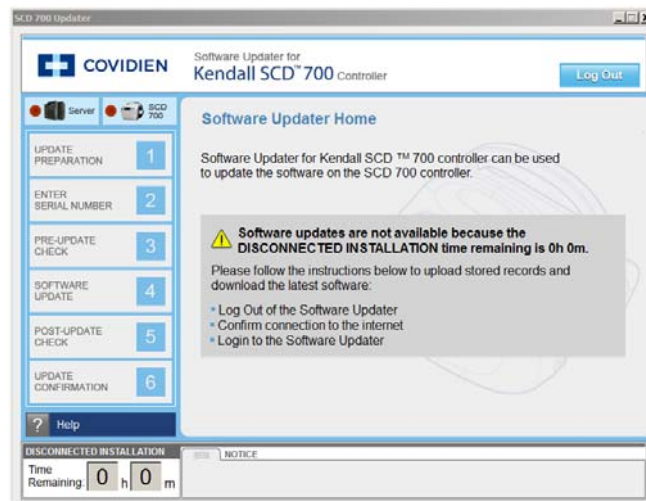 SCD 700 Updater
COVIDIEN
Software Updater for
Kendall SCD™ 700 Controller
Log Out
Server
SCD
700
UPDATE
PREPARATION
1
ENTER
SERIAL NUMBER
2
PRE-UPDATE
CHECK
3
SOFTWARE
UPDATE
4
POST-UPDATE
CHECK
5
UPDATE
CONFIRMATION
6
? Help
Software Updater Home
Software Updater for Kendall SCD ™ 700 controller can be used
to update the software on the SCD 700 controller.
Software updates are not available because the
DISCONNECTED INSTALLATION time remaining is 0h 0m.
Please follow the instructions below to upload stored records and
download the latest software:
Log Out of the Software Updater
Confirm connection to the internet
Login to the Software Updater
DISCONNECTED INSTALLATION
Time
Remaining: 0 h 0 m
NOTICE